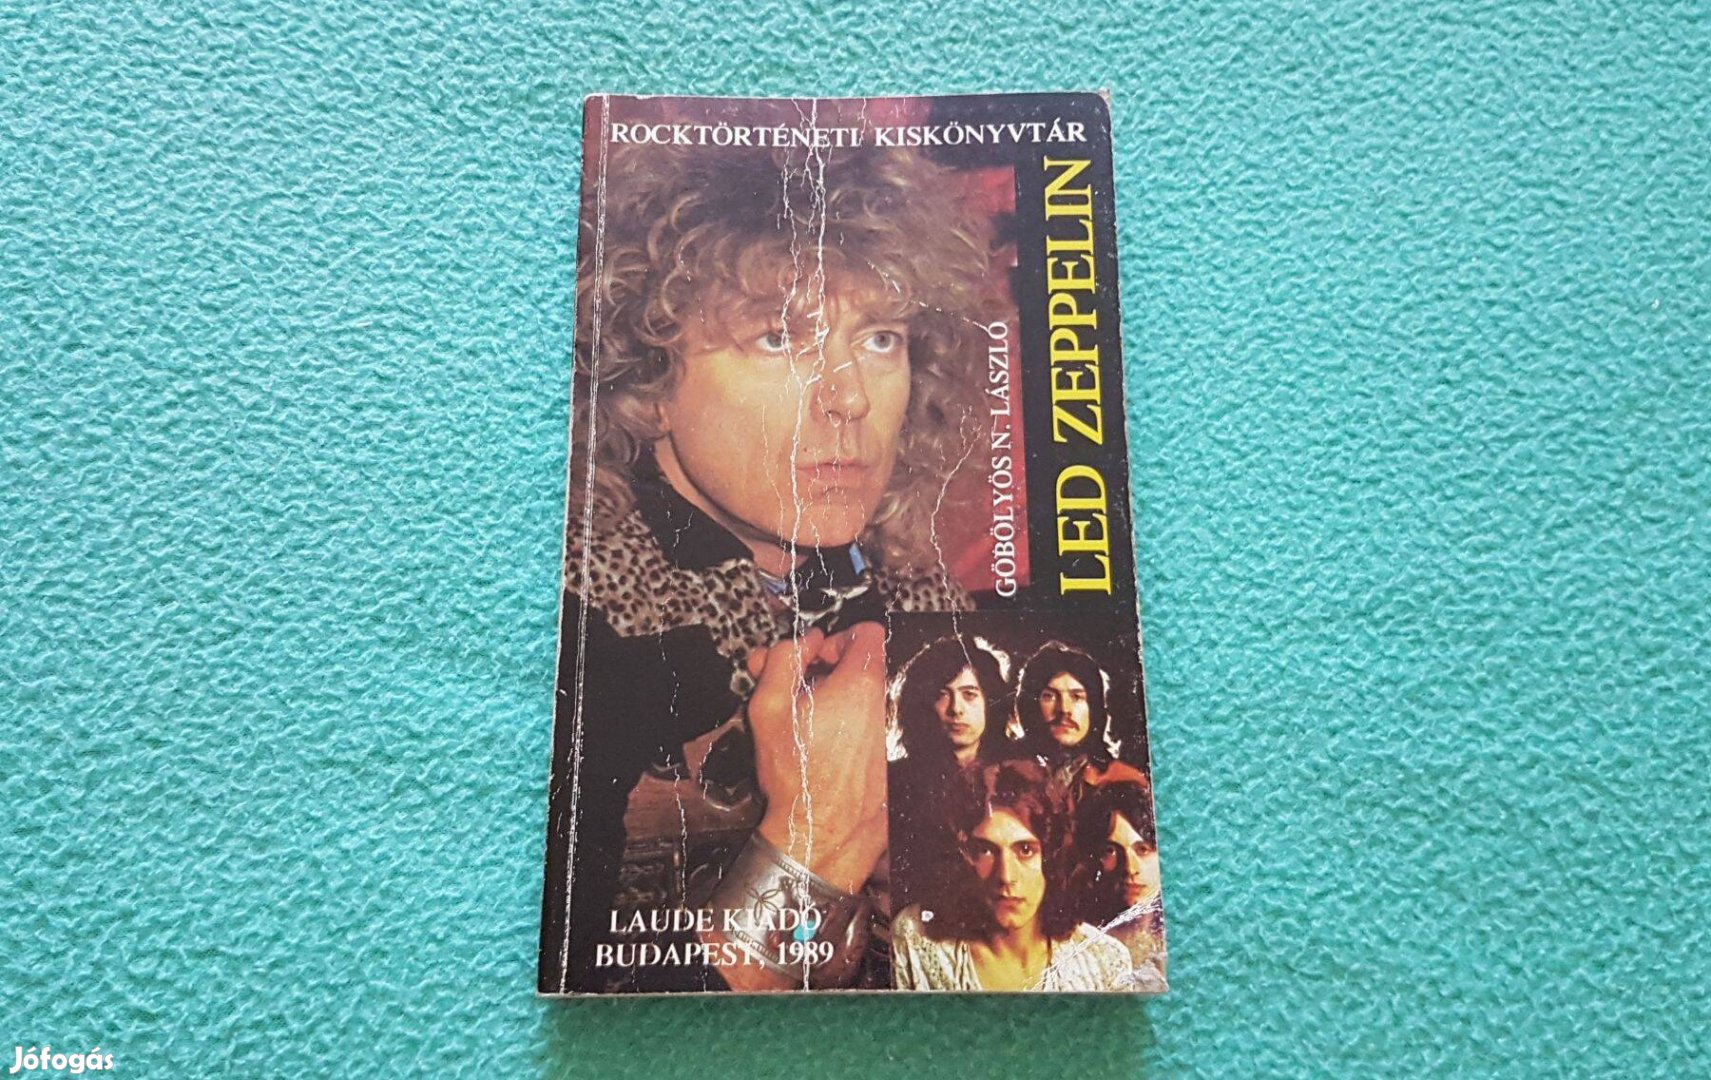 ROCKTÖRTÉNETI KISKÖNYVTÁR
LED ZEPPELIN
GÖBÖLYÖS N. LÁSZLÓ
LAUDE KIADÓ
BUDAPEST, 1989
Jófogás